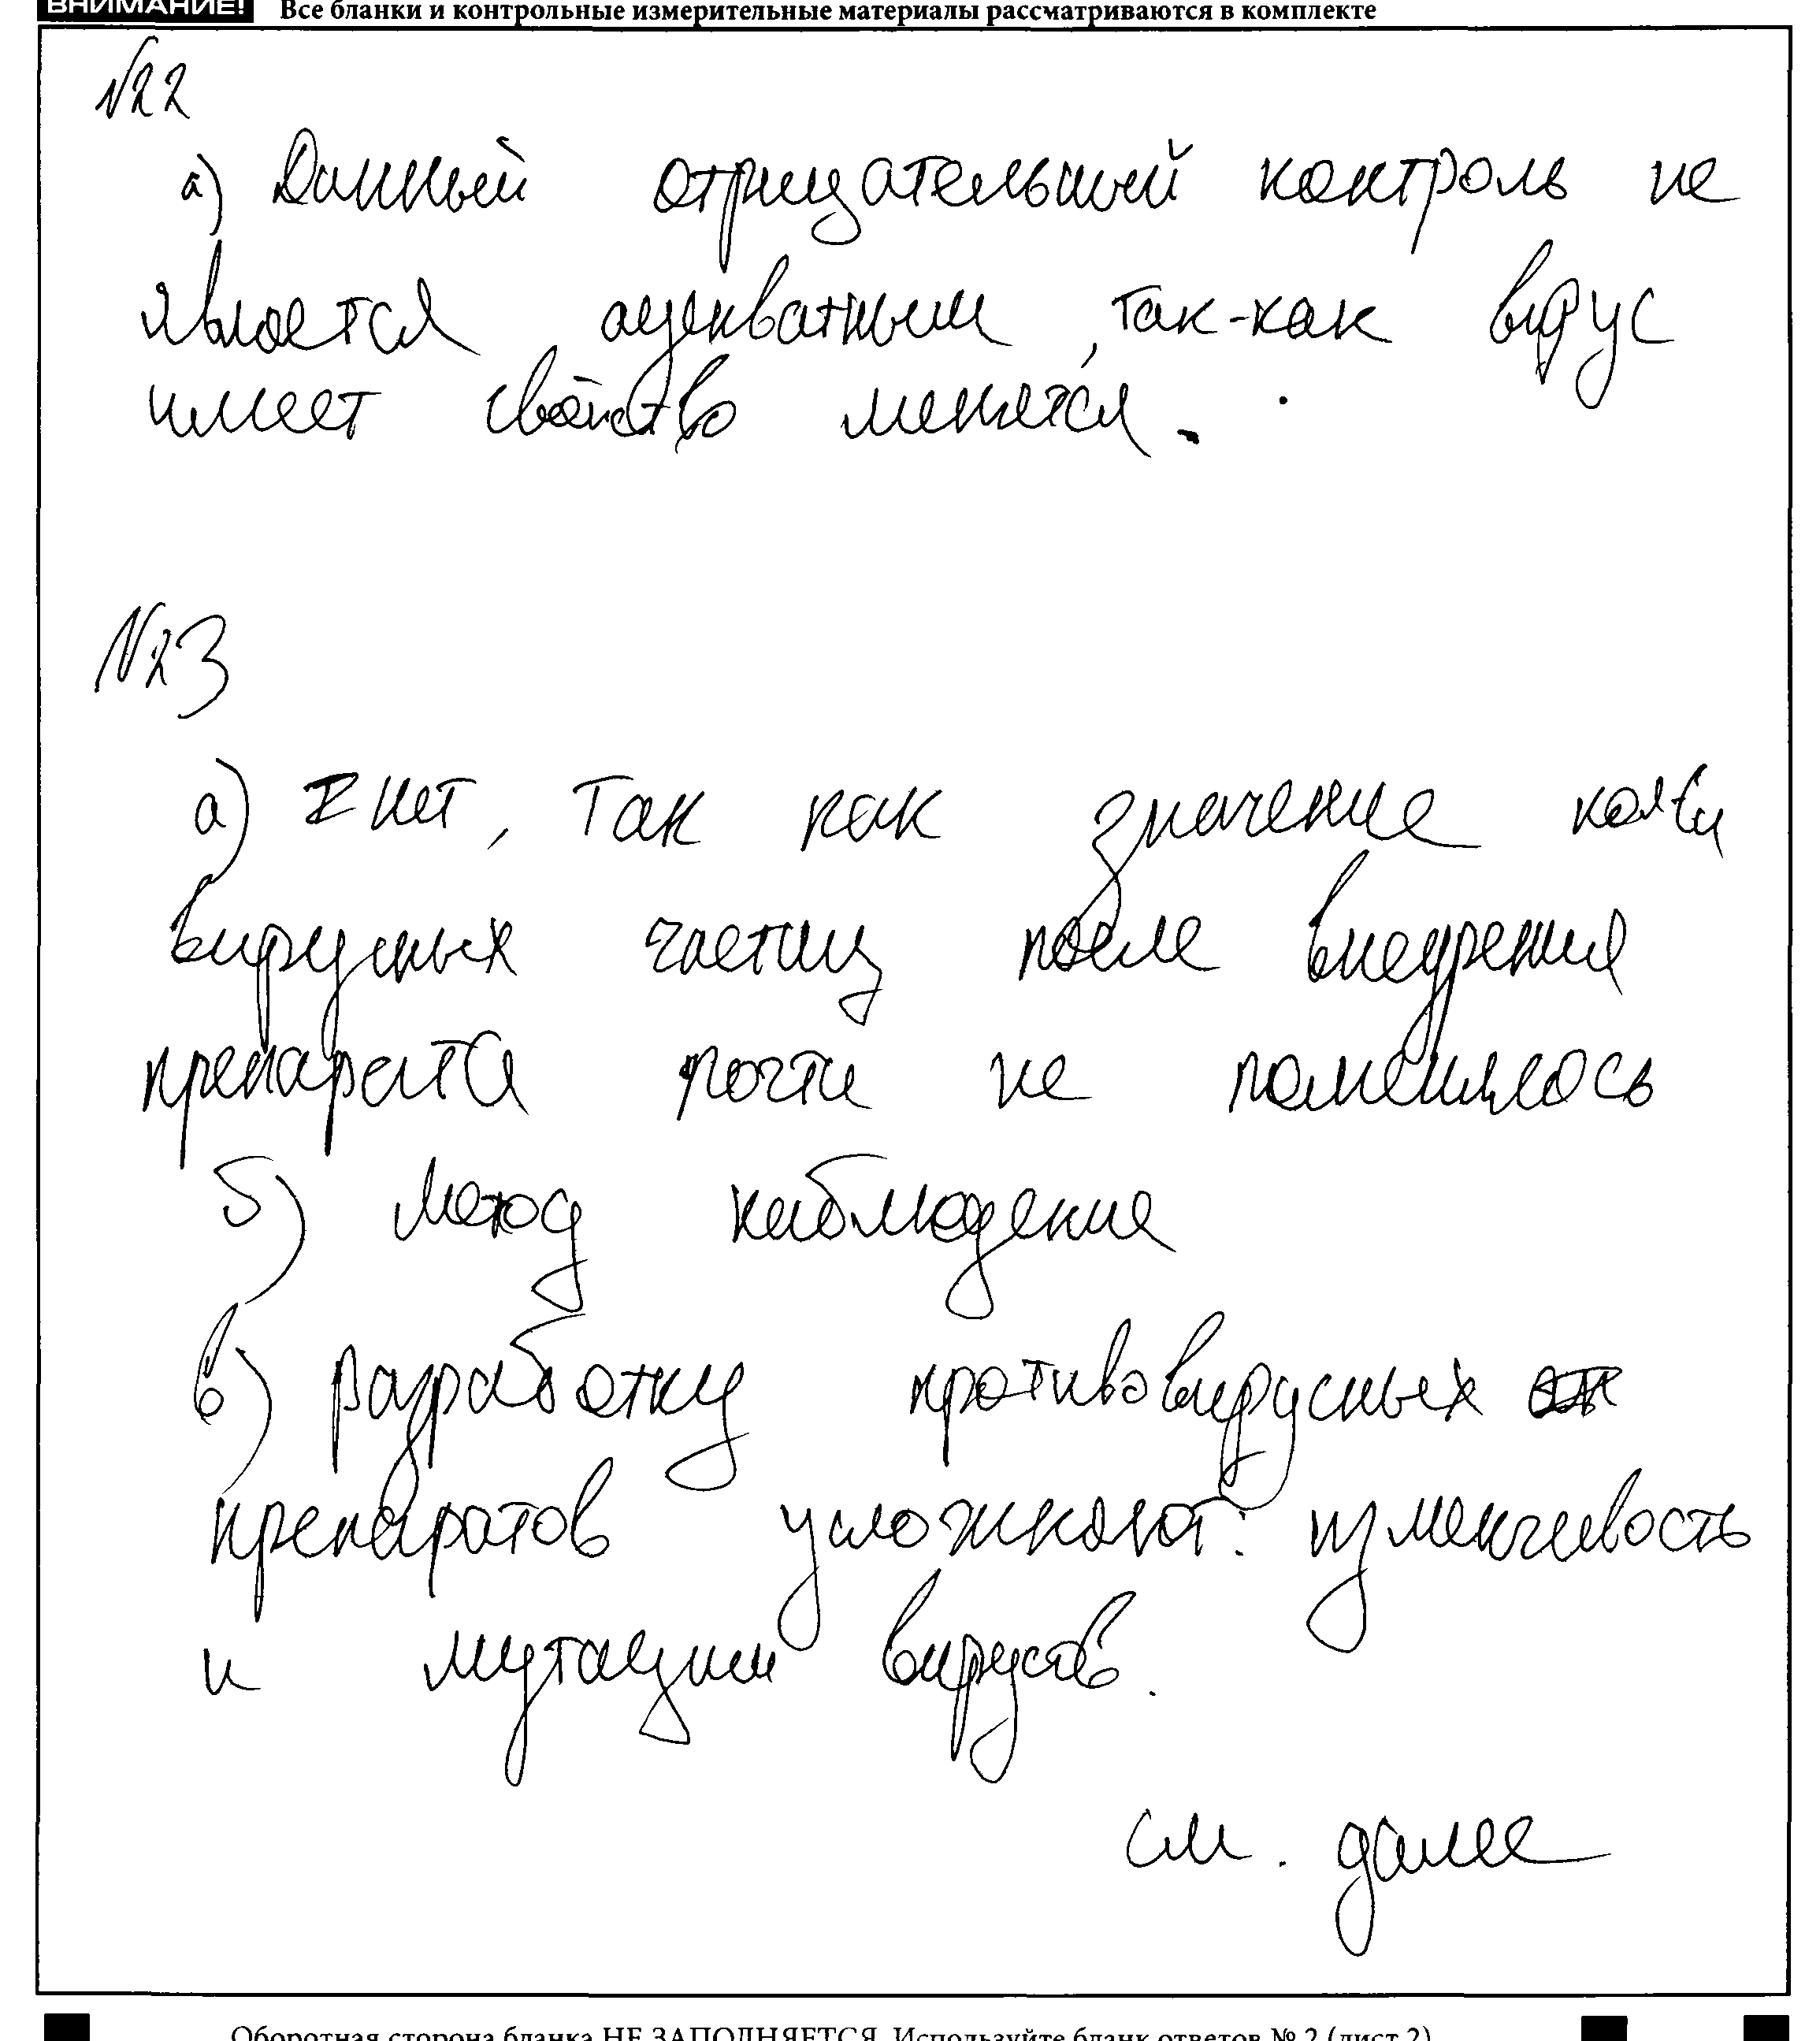 ВНИМАНИЕ! Все бланки и контрольные измерительные материалы рассматриваются в комплекте
№22
а) Данный отрицательный контроль не
является адекватным, так-как вирус
имеет свойство менятся.
№23
а) нет, так как значение кол-ва
вирусных частиц после внедрения
препарата почти не поменялось
б) метод наблюдение
в) разработку противовирусных
препаратов усложняют: изменчивость
и мутации вирусов.
см. далее
Оборотная сторона бланка НЕ ЗАПОЛНЯЕТСЯ. Используйте бланк ответов № 2 (лист 2)